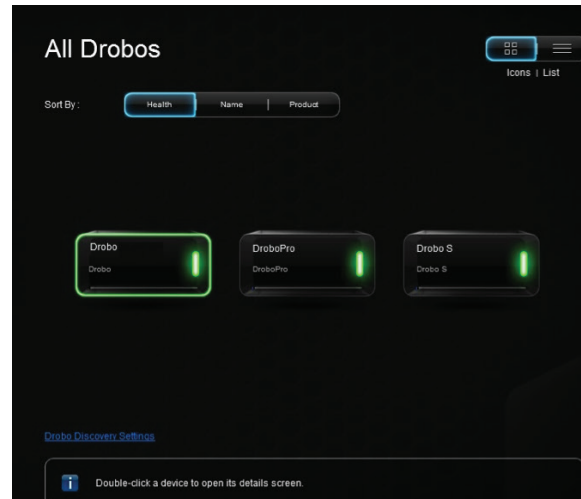 All Drobos
Icons | List
Sort By : Health Name | Product
Drobo DroboPro Drobo S
Drobo DroboPro Drobo S
Drobo Discovery Settings
Double-click a device to open its details screen.